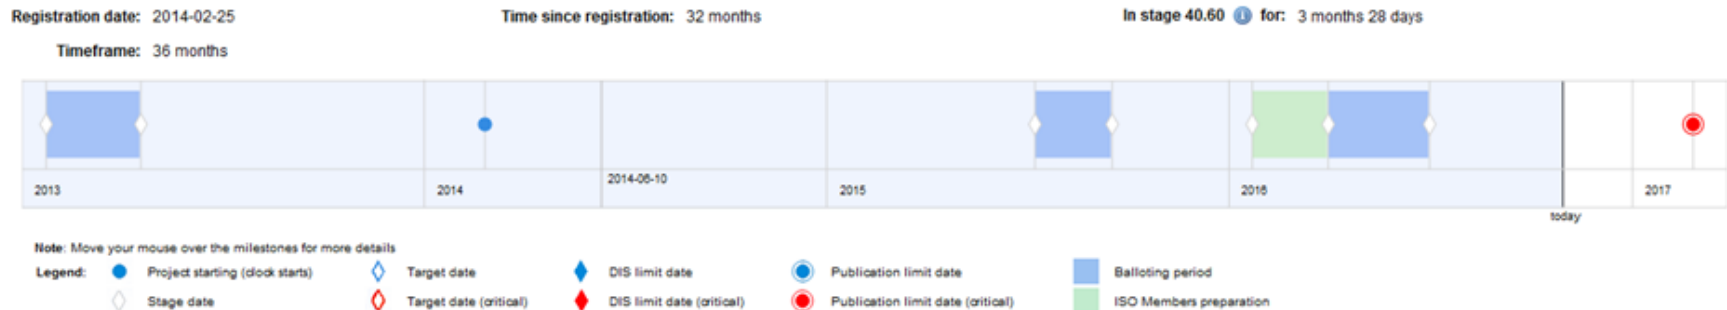 Registration date: 2014-02-25 Time since registration: 32 months In stage 40.60 i for: 3 months 28 days
Timeframe: 36 months
2014-06-10
2013 2014 2015 2016 2017
today
Note: Move your mouse over the milestones for more details
Legend: Project starting (clock starts) Target date DIS limit date Publication limit date Balloting period
Stage date Target date (critical) DIS limit date (critical) Publication limit date (critical) ISO Members preparation